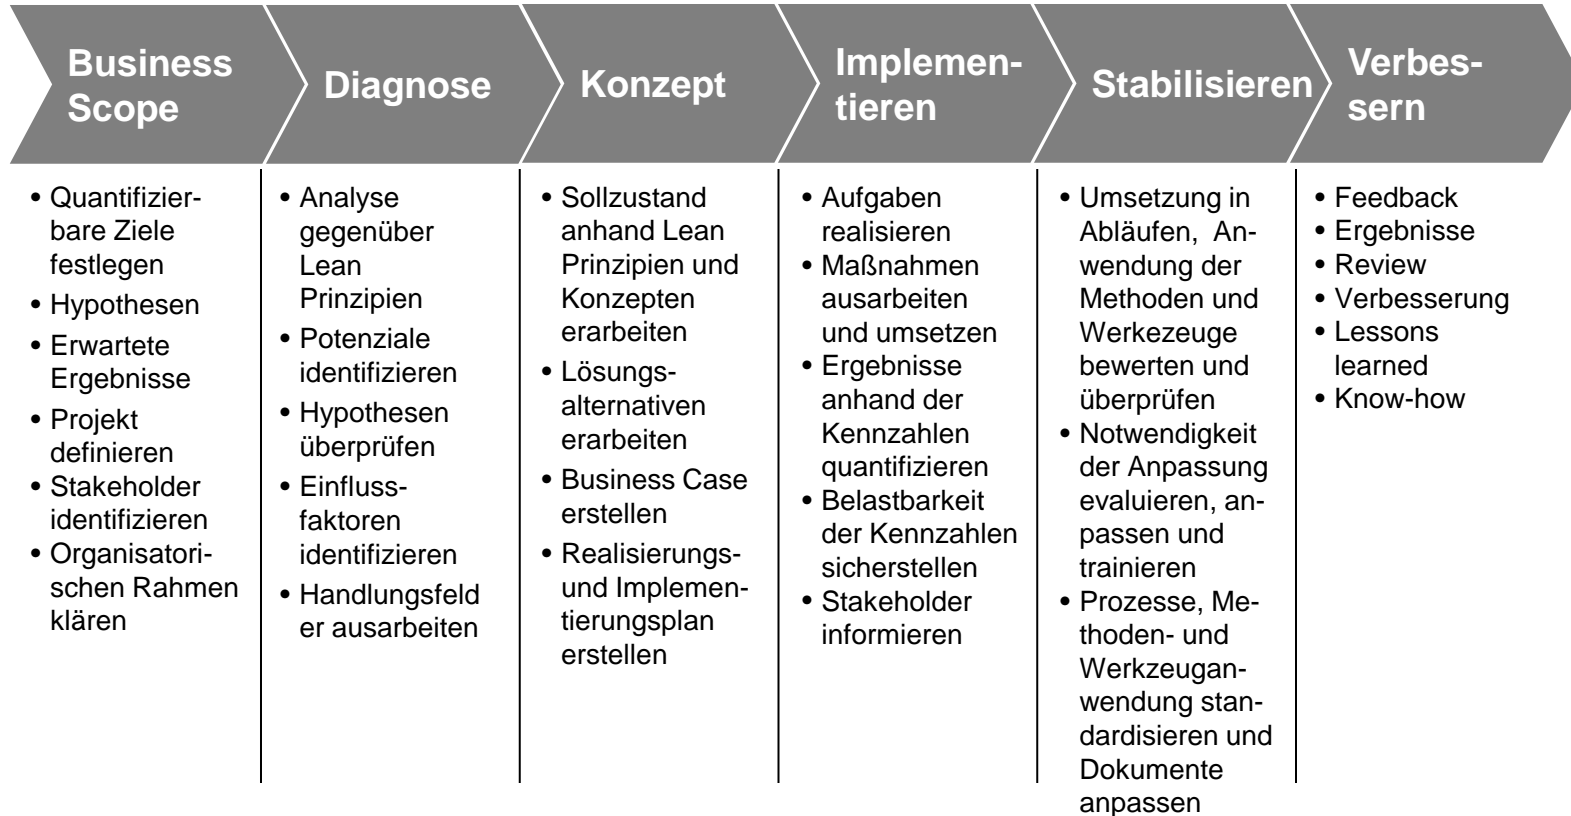 Business
Scope
Diagnose
Konzept
Implemen-
tieren
Stabilisieren
Verbes-
sern
• Quantifizier-
bare Ziele
festlegen
• Hypothesen
• Erwartete
Ergebnisse
• Projekt
definieren
• Stakeholder
identifizieren
• Organisatori-
schen Rahmen
klären
• Analyse
gegenüber
Lean
Prinzipien
• Potenziale
identifizieren
• Hypothesen
überprüfen
• Einfluss-
faktoren
identifizieren
• Handlungsfeld
er ausarbeiten
• Sollzustand
anhand Lean
Prinzipien und
Konzepten
erarbeiten
• Lösungs-
alternativen
erarbeiten
• Business Case
erstellen
• Realisierungs-
und Implemen-
tierungsplan
erstellen
• Aufgaben
realisieren
• Maßnahmen
ausarbeiten
und umsetzen
• Ergebnisse
anhand der
Kennzahlen
quantifizieren
• Belastbarkeit
der Kennzahlen
sicherstellen
• Stakeholder
informieren
• Umsetzung in
Abläufen, An-
wendung der
Methoden und
Werkezeuge
bewerten und
überprüfen
• Notwendigkeit
der Anpassung
evaluieren, an-
passen und
trainieren
• Prozesse, Me-
thoden- und
Werkzeugan-
wendung stan-
dardisieren und
Dokumente
anpassen
• Feedback
• Ergebnisse
• Review
• Verbesserung
• Lessons
learned
• Know-how